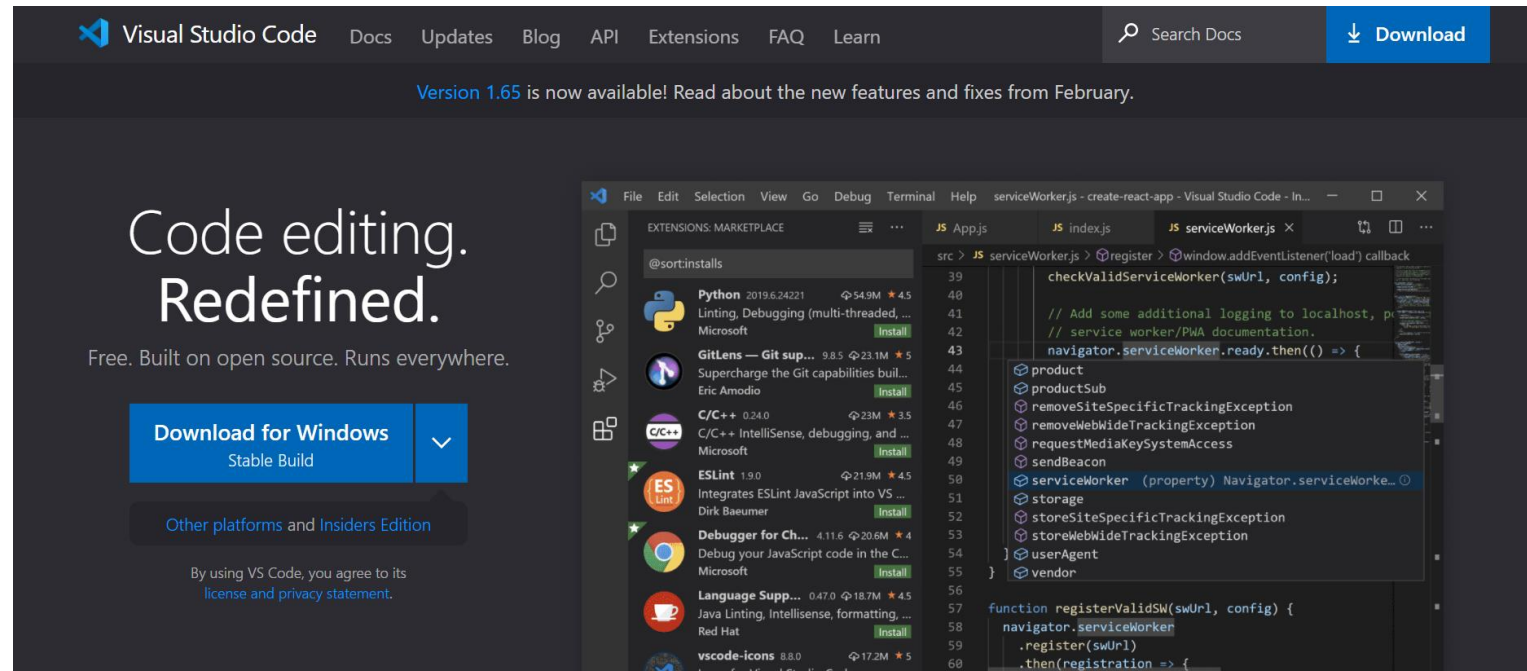 Visual Studio Code Docs Updates Blog API Extensions FAQ Learn Search Docs Download
Version 1.65 is now available! Read about the new features and fixes from February.
Code editing.
Redefined.
Free. Built on open source. Runs everywhere.
Download for Windows
Stable Build
Other platforms and Insiders Edition
By using VS Code, you agree to its
license and privacy statement.
File Edit Selection View Go Debug Terminal Help serviceWorker.js - create-react-app - Visual Studio Code - In...
EXTENSIONS: MARKETPLACE
@sort:installs
Python 2019.6.24221 54.9M ★ 4.5
Linting, Debugging (multi-threaded, ...
Microsoft Install
GitLens — Git sup... 9.8.5 23.1M ★ 5
Supercharge the Git capabilities buil...
Eric Amodio Install
C/C++ 0.24.0 23M ★ 3.5
C/C++
C/C++ IntelliSense, debugging, and ...
Microsoft Install
ESLint 1.9.0 21.9M ★ 4.5
ES
Lint
Integrates ESLint JavaScript into VS ...
Dirk Baeumer Install
Debugger for Ch... 4.11.6 20.6M ★ 4
Debug your JavaScript code in the C...
Microsoft Install
Language Supp... 0.47.0 18.7M ★ 4.5
Java Linting, Intellisense, formatting, ...
Red Hat Install
vscode-icons 8.8.0 17.2M ★ 5
JS App.js JS index.js JS serviceWorker.js ×
src > JS serviceWorker.js > register > window.addEventListener('load') callback
39 checkValidServiceWorker(swUrl, config);
40
41 // Add some additional logging to localhost,
42 // service worker/PWA documentation.
43 navigator.serviceWorker.ready.then(() => {
44 product
45 productSub
46 removeSiteSpecificTrackingException
47 removeWebWideTrackingException
48 requestMediaKeySystemAccess
49 sendBeacon
50 serviceWorker (property) Navigator.serviceWorke...
51 storage
52 storeSiteSpecificTrackingException
53 storeWebWideTrackingException
54 ] userAgent
55 } vendor
56
57 function registerValidSW(swUrl, config) {
58 navigator.serviceWorker
59 .register(swUrl)
60 .then(registration => {